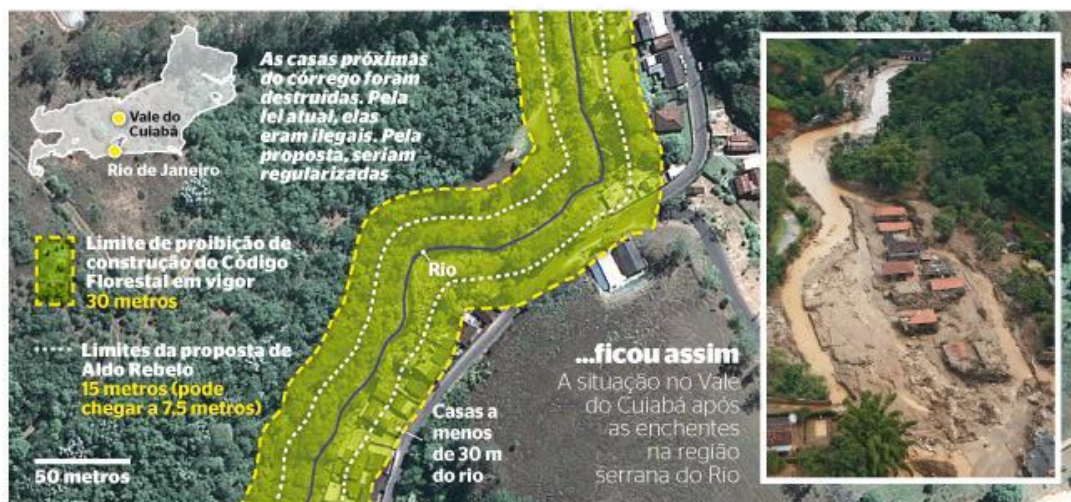 As casas próximas
do córrego foram
destruídas. Pela
lei atual, elas
eram ilegais. Pela
proposta, seriam
regularizadas
Vale do
Cuiabá
Rio de Janeiro
Limite de proibição de
construção do Código
Florestal em vigor
30 metros
Limites da proposta de
Aldo Rebelo
15 metros (pode
chegar a 7,5 metros)
50 metros
Rio
Casas a
menos
de 30 m
do rio
...ficou assim
A situação no Vale
do Cuiabá após
as enchentes
na região
serrana do Rio